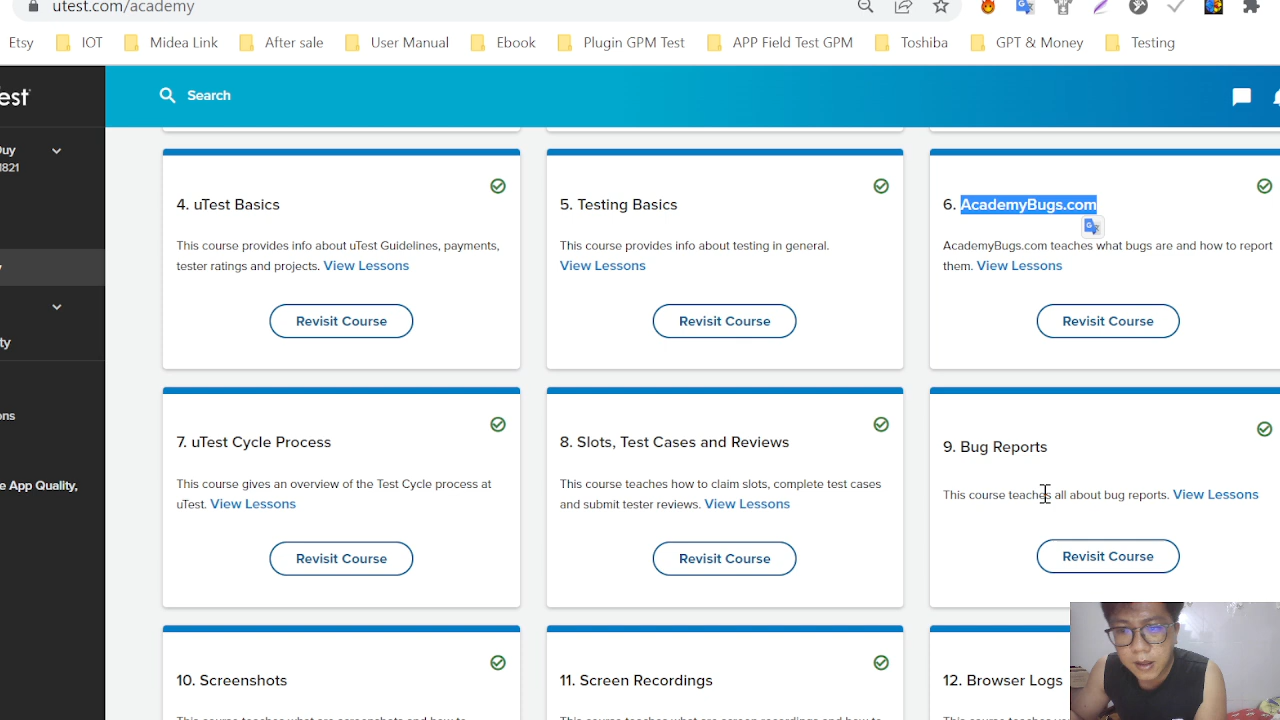 utest.com/academy
Etsy
IOT
Midea Link
After sale
User Manual
Ebook
Plugin GPM Test
APP Field Test GPM
Toshiba
GPT & Money
Testing
est
Search
uy
1821
y
ty
ons
e App Quality,
4. uTest Basics
This course provides info about uTest Guidelines, payments,
tester ratings and projects. View Lessons
Revisit Course
5. Testing Basics
This course provides info about testing in general.
View Lessons
Revisit Course
6. AcademyBugs.com
AcademyBugs.com teaches what bugs are and how to report
them. View Lessons
Revisit Course
7. uTest Cycle Process
This course gives an overview of the Test Cycle process at
uTest. View Lessons
Revisit Course
8. Slots, Test Cases and Reviews
This course teaches how to claim slots, complete test cases
and submit tester reviews. View Lessons
Revisit Course
9. Bug Reports
This course teaches all about bug reports. View Lessons
Revisit Course
10. Screenshots
11. Screen Recordings
12. Browser Logs